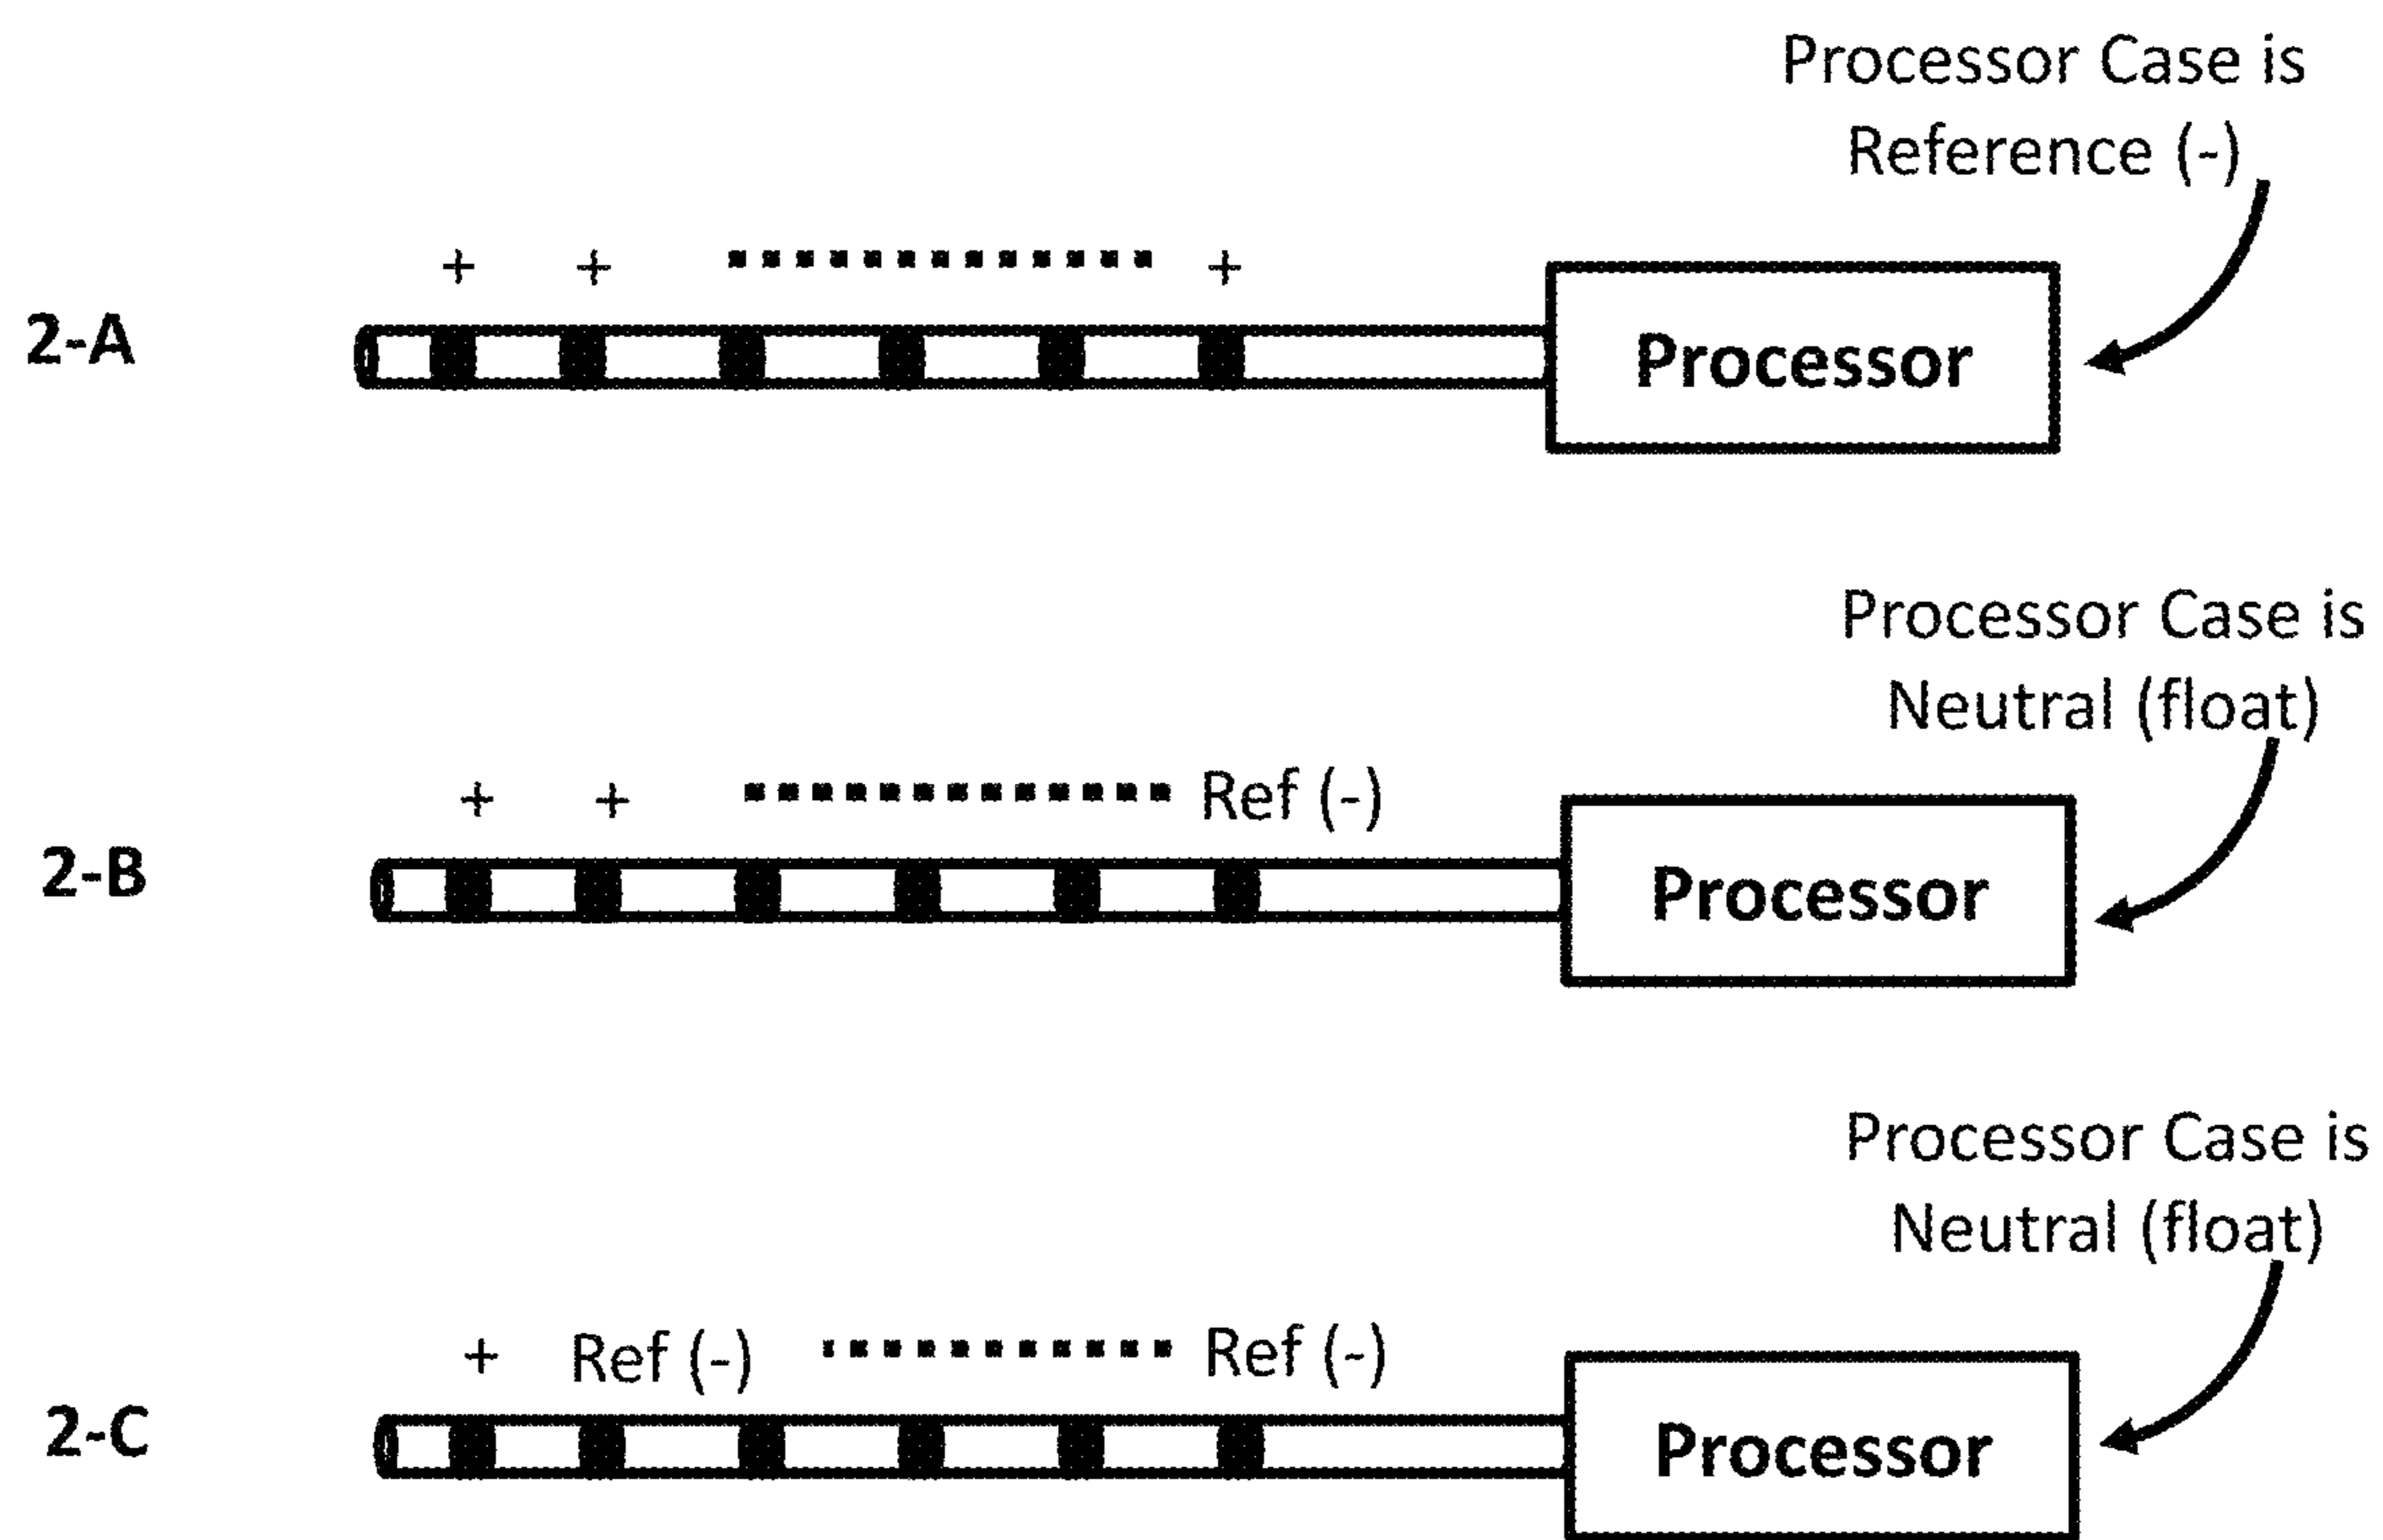 Processor Case is
Reference (-)
+ + +
2-A
Processor
Processor Case is
Neutral (float)
+ + Ref (-)
2-B
Processor
Processor Case is
Neutral (float)
+ Ref (-) Ref (-)
2-C
Processor